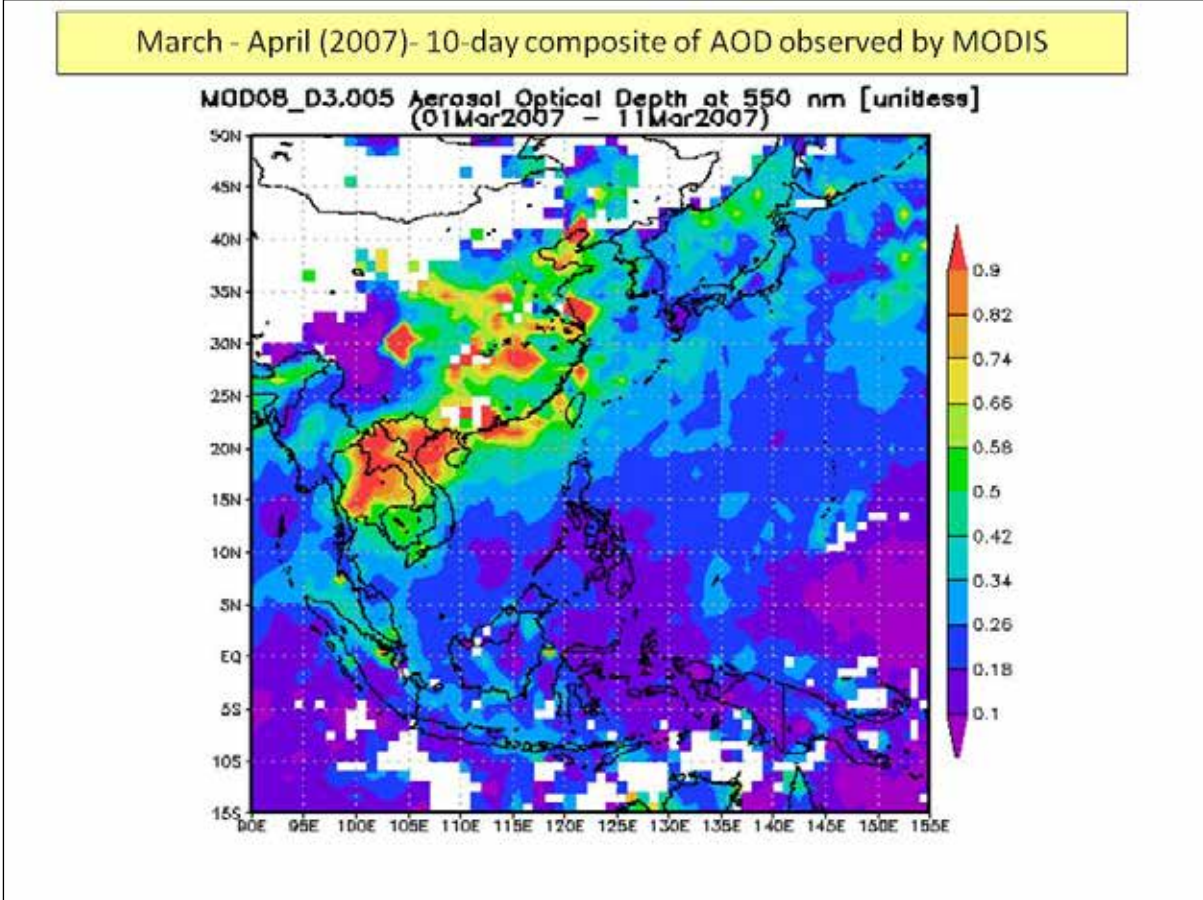 March - April (2007)- 10-day composite of AOD observed by MODIS
MOD08_D3.005 Aerosol Optical Depth at 550 nm [unitless]
(01Mar2007 – 11Mar2007)
50N
45N
40N
35N
30N
25N
20N
15N
10N
5N
EQ
5S
10S
15S
90E 95E 100E 105E 110E 115E 120E 125E 130E 135E 140E 145E 150E 155E
0.9
0.82
0.74
0.66
0.58
0.5
0.42
0.34
0.26
0.18
0.1